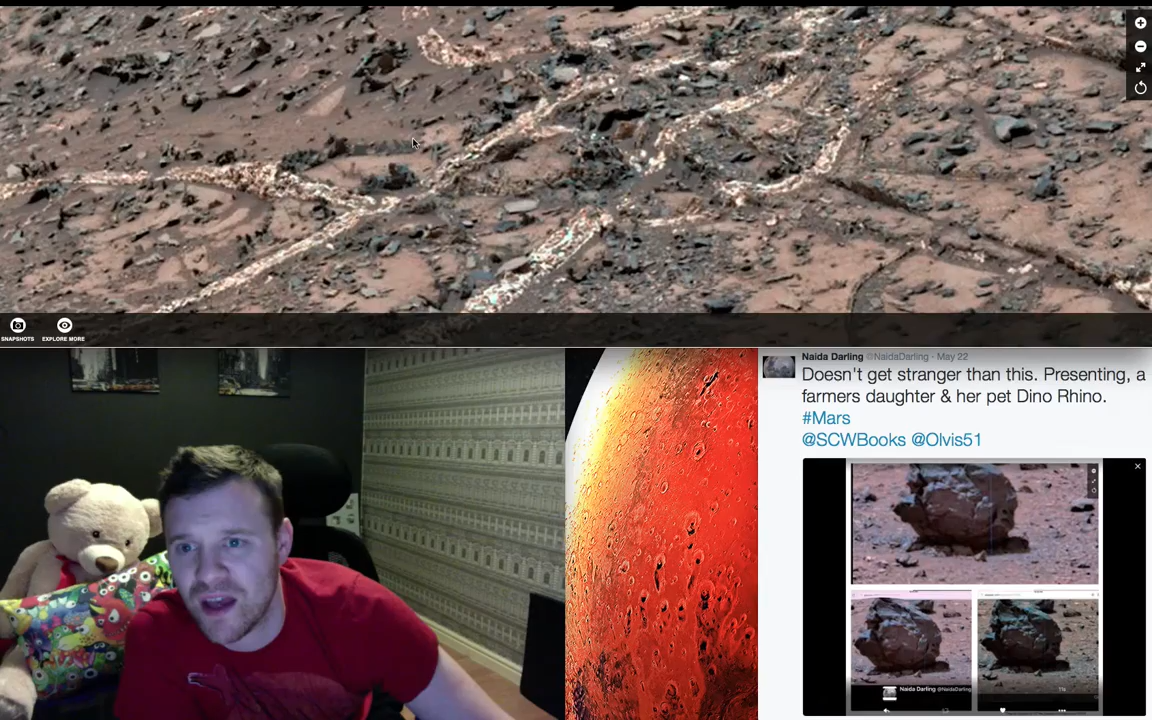 SNAPSHOTS EXPLORE MORE
Naida Darling @NaidaDarling - May 22
Doesn't get stranger than this. Presenting, a
farmers daughter & her pet Dino Rhino.
#Mars
@SCWBooks @Olvis51
Naida Darling @NaidaDarling